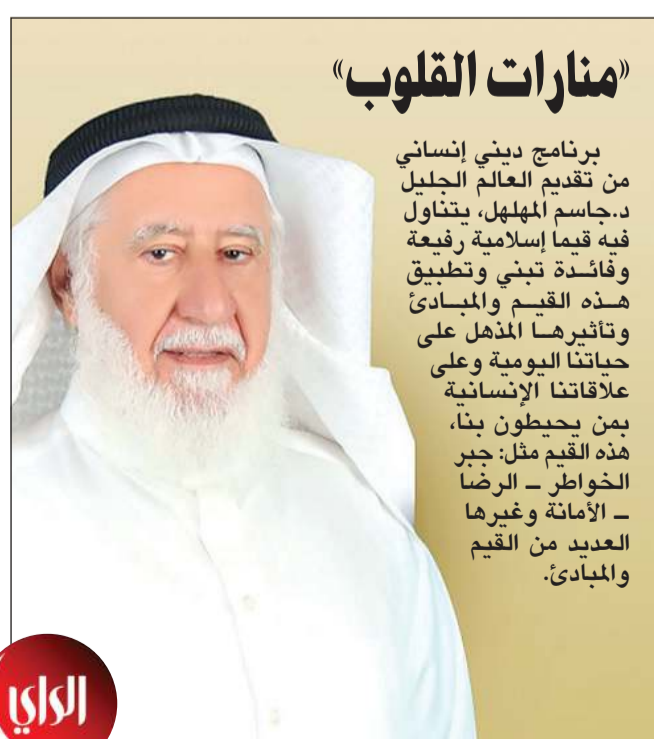 «منارات القلوب»
برنامج ديني إنساني
من تقديم العالم الجليل
د.جاسم المهلهل، يتناول
فيه قيما إسلامية رفيعة
وفائدة تبني وتطبيق
هذه القيم والمبادئ
وتأثيرها المذهل على
حياتنا اليومية وعلى
علاقاتنا الإنسانية
بمن يحيطون بنا،
هذه القيم مثل: جبر
الخواطر – الرضا
– الأمانة وغيرها
العديد من القيم
والمبادئ.
الراي